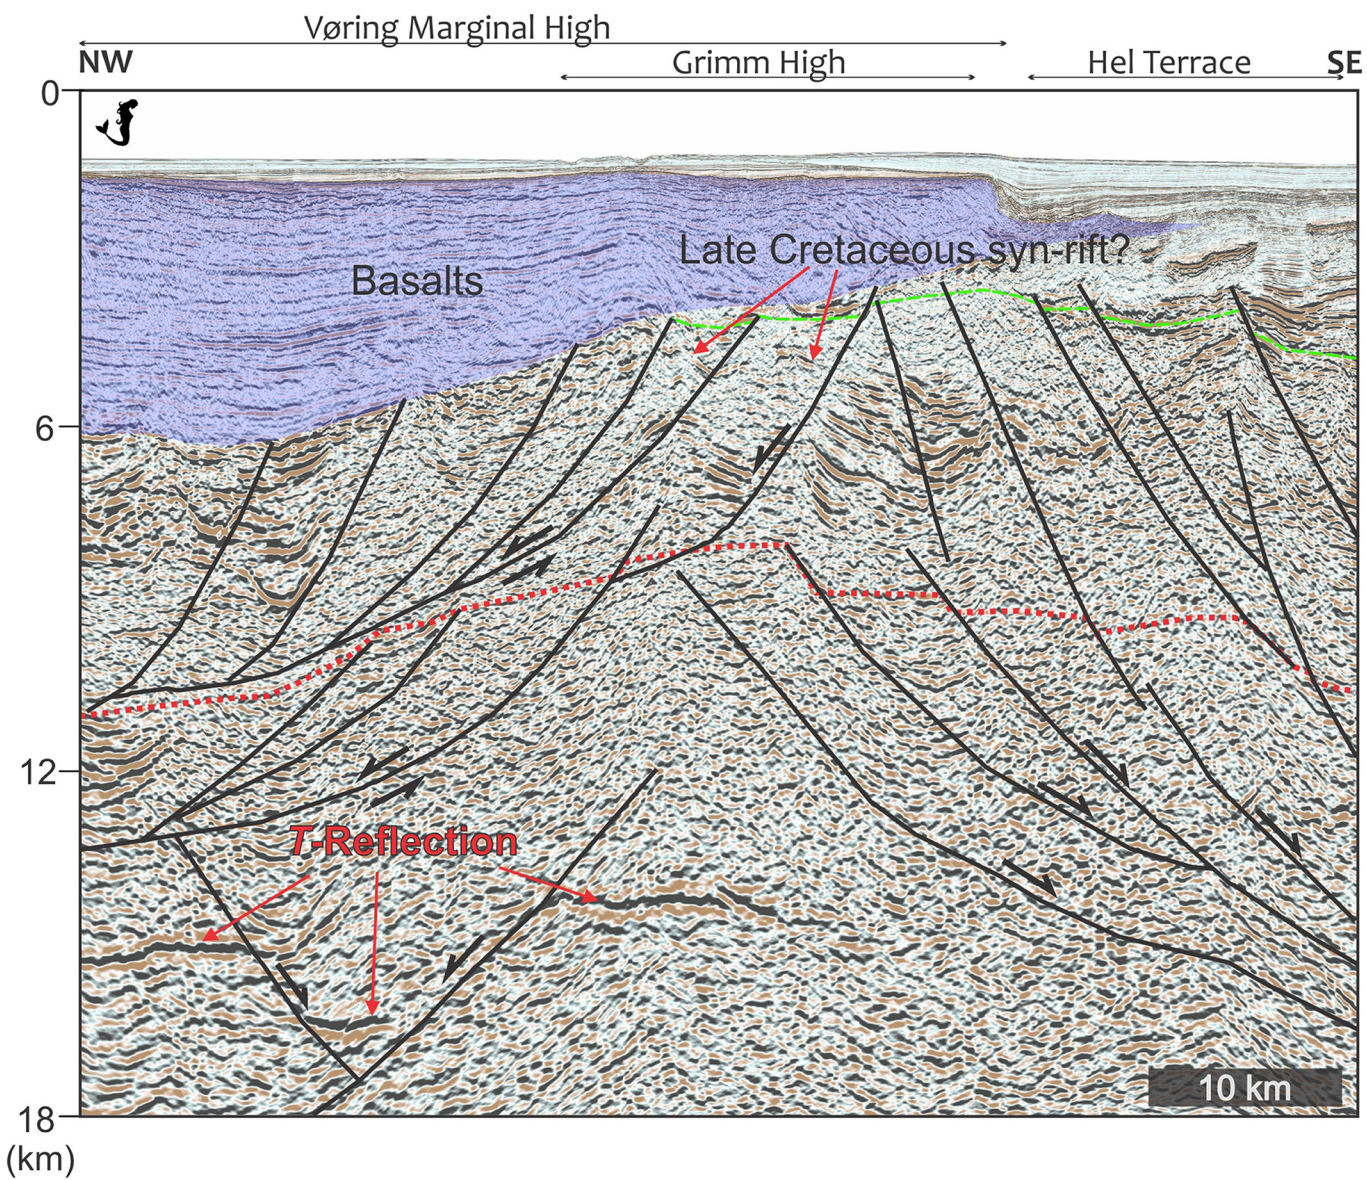 Vøring Marginal High
NW
Grimm High
Hel Terrace
SE
0
Late Cretaceous syn-rift?
Basalts
6
12
T-Reflection
10 km
18
(km)